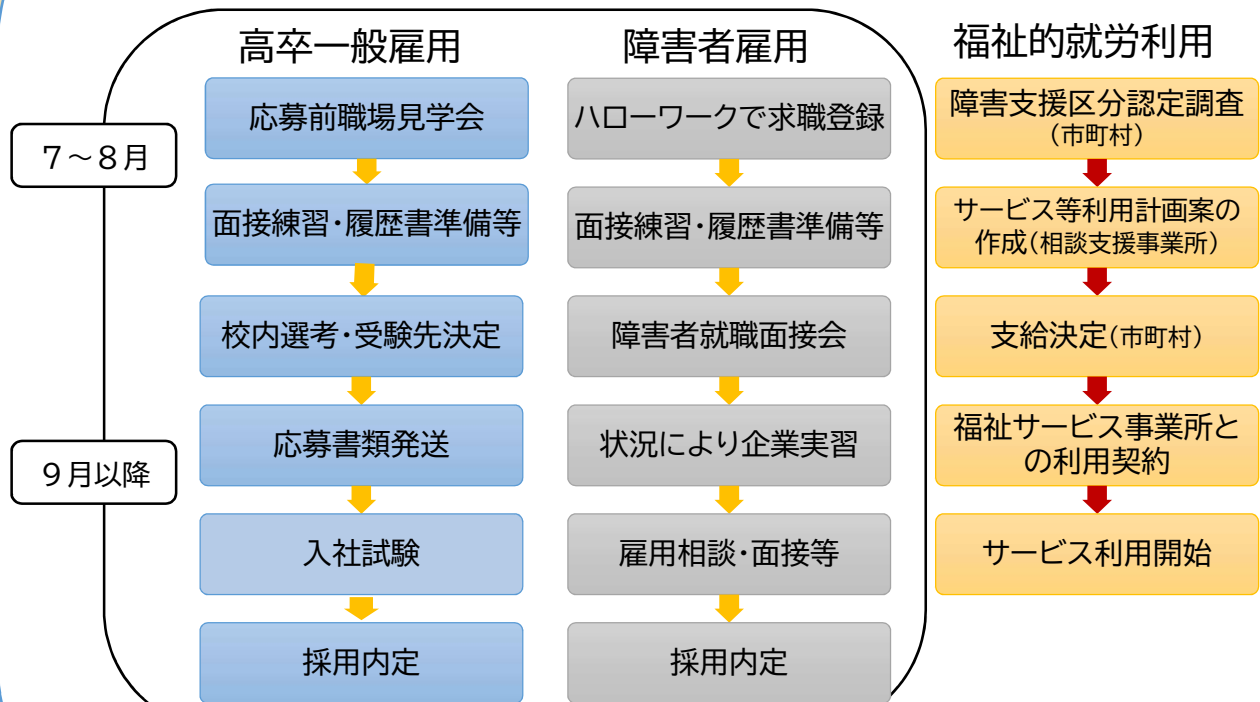 高卒一般雇用
障害者雇用
福祉的就労利用
7～8月
9月以降
応募前職場見学会
面接練習・履歴書準備等
校内選考・受験先決定
応募書類発送
入社試験
採用内定
ハローワークで求職登録
面接練習・履歴書準備等
障害者就職面接会
状況により企業実習
雇用相談・面接等
採用内定
障害支援区分認定調査
（市町村）
サービス等利用計画案の
作成（相談支援事業所）
支給決定（市町村）
福祉サービス事業所と
の利用契約
サービス利用開始